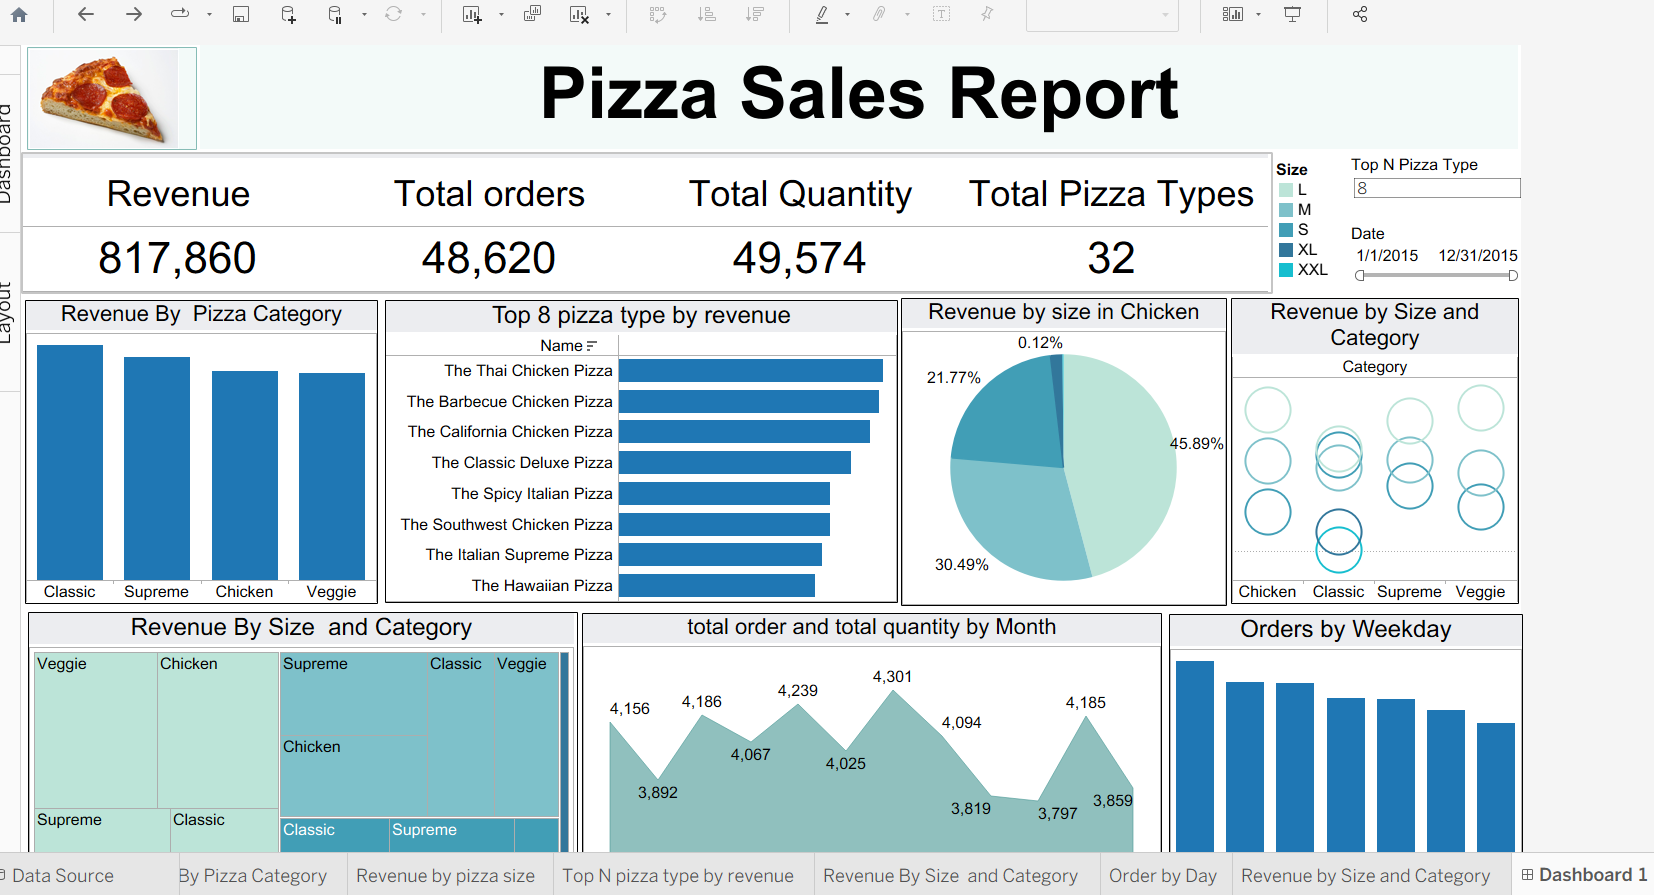 Dashboard
Layout
Pizza Sales Report
Revenue
Total orders
Total Quantity
Total Pizza Types
817,860
48,620
49,574
32
Size
L
M
S
XL
XXL
Top N Pizza Type
8
Date
1/1/2015 12/31/2015
Revenue By Pizza Category
Classic Supreme Chicken Veggie
Top 8 pizza type by revenue
Name
The Thai Chicken Pizza
The Barbecue Chicken Pizza
The California Chicken Pizza
The Classic Deluxe Pizza
The Spicy Italian Pizza
The Southwest Chicken Pizza
The Italian Supreme Pizza
The Hawaiian Pizza
Revenue by size in Chicken
0.12%
21.77%
45.89%
30.49%
Revenue by Size and
Category
Category
Chicken Classic Supreme Veggie
Revenue By Size and Category
Veggie Chicken Supreme Classic Veggie
Chicken
Supreme Classic
Classic Supreme
total order and total quantity by Month
4,156
3,892
4,186
4,067
4,239
4,025
4,301
4,094
3,819
3,797
4,185
3,859
Orders by Weekday
Data Source
By Pizza Category
Revenue by pizza size
Top N pizza type by revenue
Revenue By Size and Category
Order by Day
Revenue by Size and Category
Dashboard 1